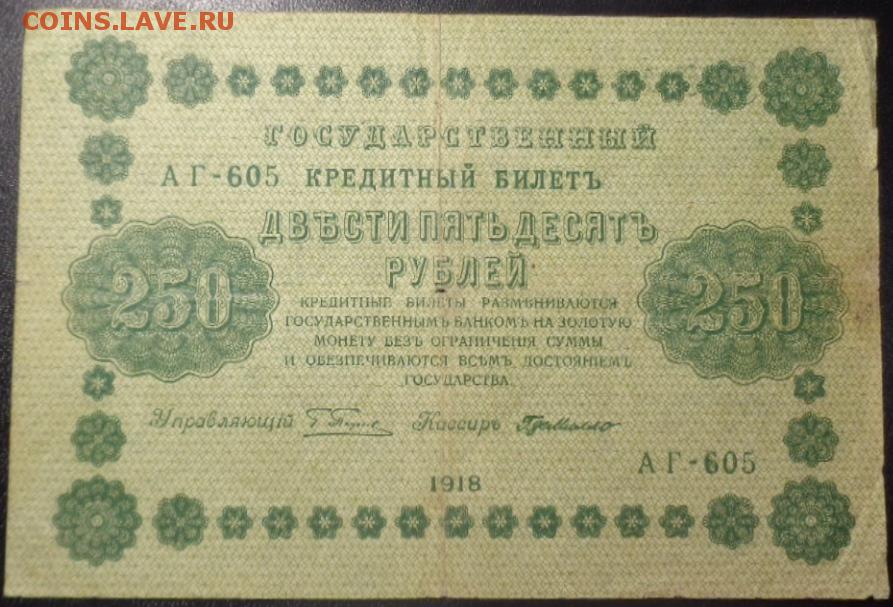 COINS.LAVE.RU
ГОСУДАРСТВЕННЫЙ
АГ-605 КРЕДИТНЫЙ БИЛЕТЪ
ДВѢСТИ ПЯТЬДЕСЯТЪ
РУБЛЕЙ
250
250
КРЕДИТНЫЕ БИЛЕТЫ РАЗМѢНИВАЮТСЯ
ГОСУДАРСТВЕННЫМЪ БАНКОМЪ НА ЗОЛОТУЮ
МОНЕТУ БЕЗЪ ОГРАНИЧЕНІЯ СУММЫ
И ОБЕЗПЕЧИВАЮТСЯ ВСѢМЪ ДОСТОЯНІЕМЪ
ГОСУДАРСТВА.
Управляющій Кассиръ
АГ-605
1918